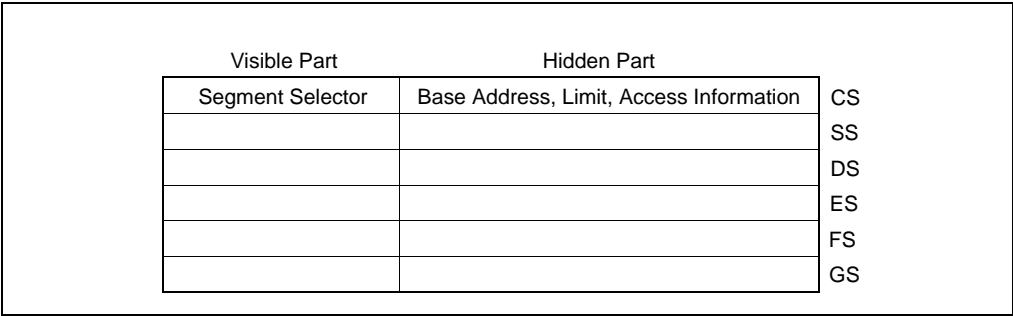 Visible Part Hidden Part
Segment Selector Base Address, Limit, Access Information CS
SS
DS
ES
FS
GS